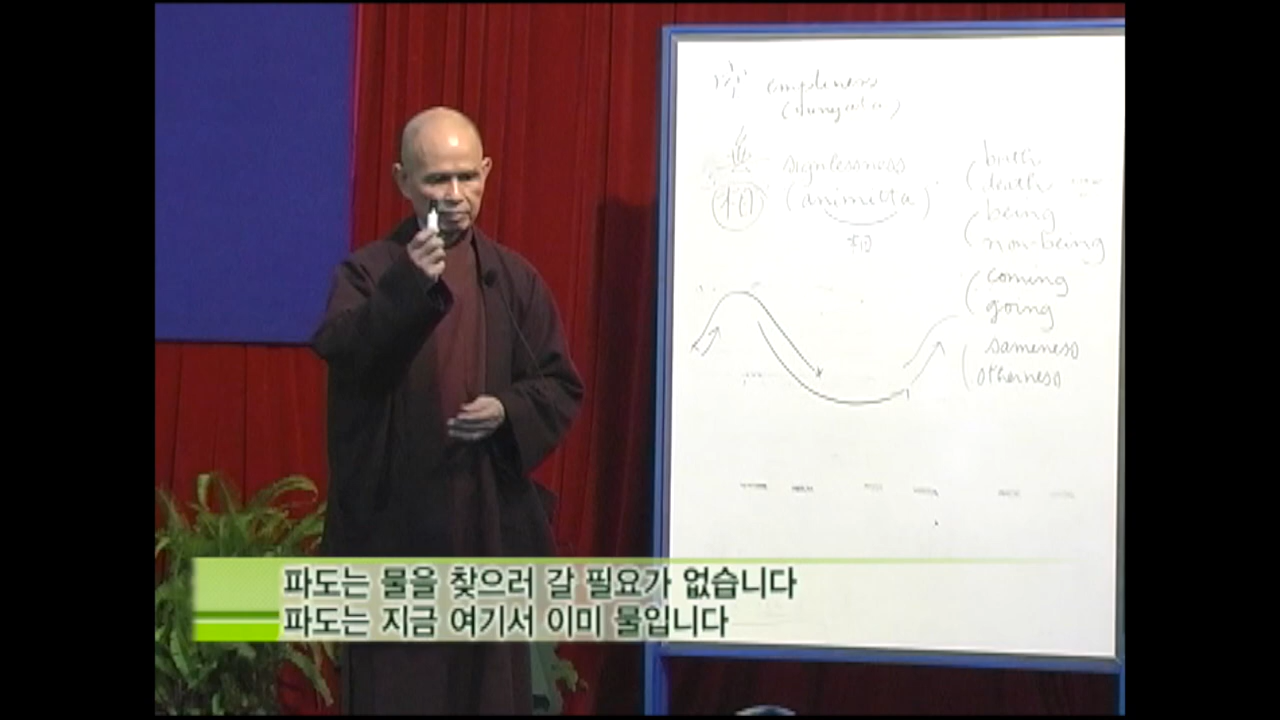 emptiness
(sunyata)
signlessness
(animitta)
birth
death
being
non-being
coming
going
sameness
otherness
파도는 물을 찾으러 갈 필요가 없습니다
파도는 지금 여기서 이미 물입니다